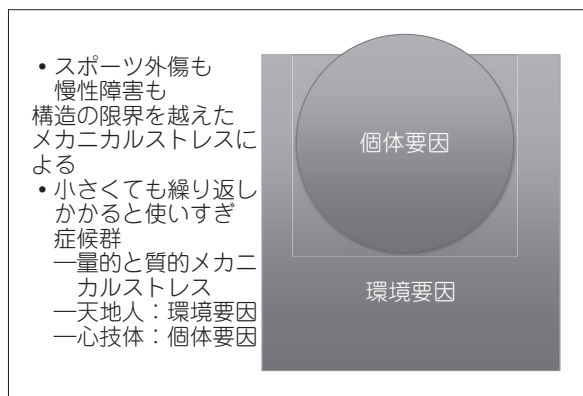 • スポーツ外傷も
慢性障害も
構造の限界を越えた
メカニカルストレスに
よる
• 小さくても繰り返し
かかると使いすぎ
症候群
―量的と質的メカニ
カルストレス
―天地人：環境要因
―心技体：個体要因
個体要因
環境要因